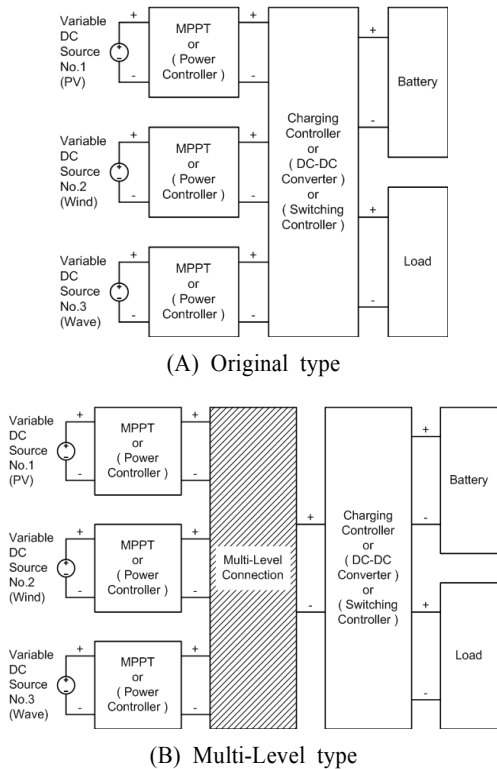 Variable
DC
Source
No.1
(PV)
+
-
MPPT
or
( Power
Controller )
+
-
Variable
DC
Source
No.2
(Wind)
+
-
MPPT
or
( Power
Controller )
+
-
Variable
DC
Source
No.3
(Wave)
+
-
MPPT
or
( Power
Controller )
+
-
Charging
Controller
or
( DC-DC
Converter )
or
( Switching
Controller )
+
-
Battery
+
-
Load
(A) Original type
Variable
DC
Source
No.1
(PV)
+
-
MPPT
or
( Power
Controller )
+
-
Variable
DC
Source
No.2
(Wind)
+
-
MPPT
or
( Power
Controller )
+
-
Variable
DC
Source
No.3
(Wave)
+
-
MPPT
or
( Power
Controller )
+
-
Multi-Level
Connection
+
-
Charging
Controller
or
( DC-DC
Converter )
or
( Switching
Controller )
+
-
Battery
+
-
Load
(B) Multi-Level type